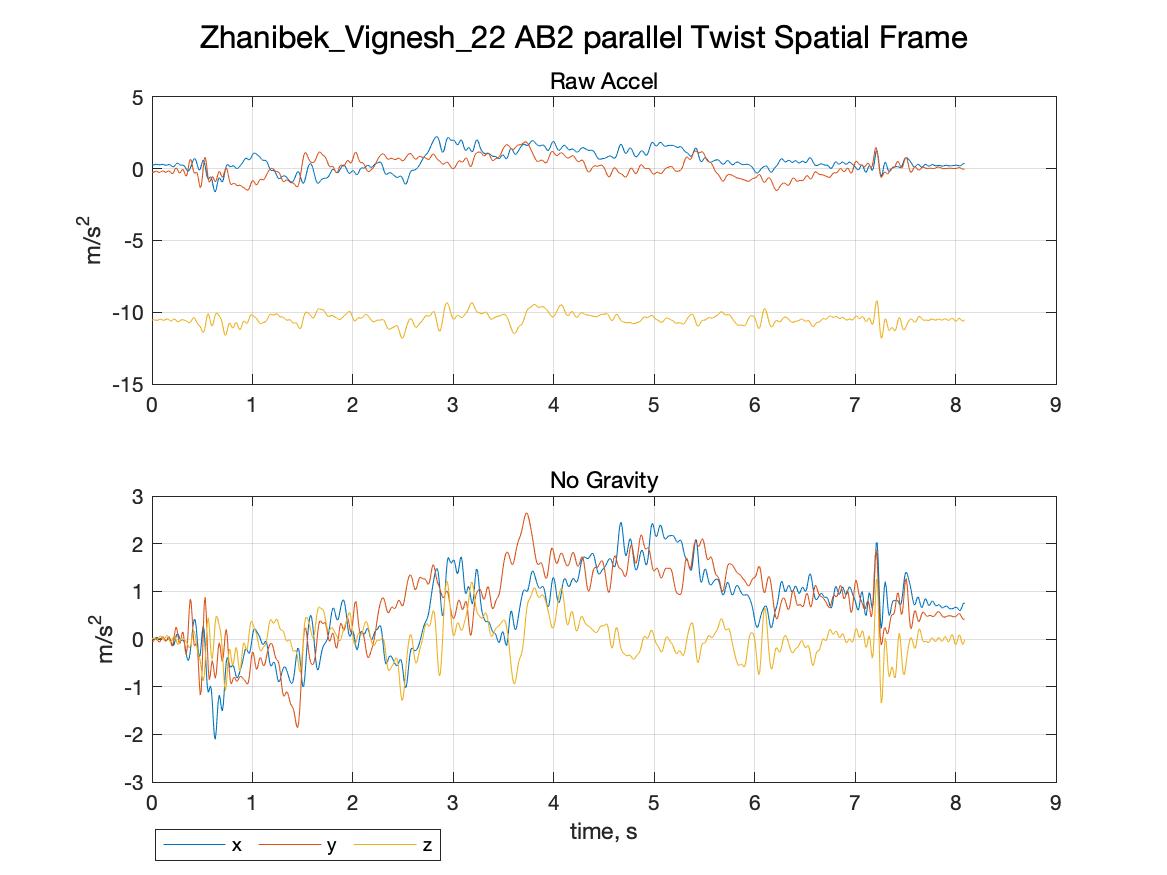 Zhanibek_Vignesh_22 AB2 parallel Twist Spatial Frame
Raw Accel
5
0
-5
-10
-15
m/s²
0 1 2 3 4 5 6 7 8 9
No Gravity
3
2
1
0
-1
-2
-3
m/s²
0 1 2 3 4 5 6 7 8 9
time, s
x y z